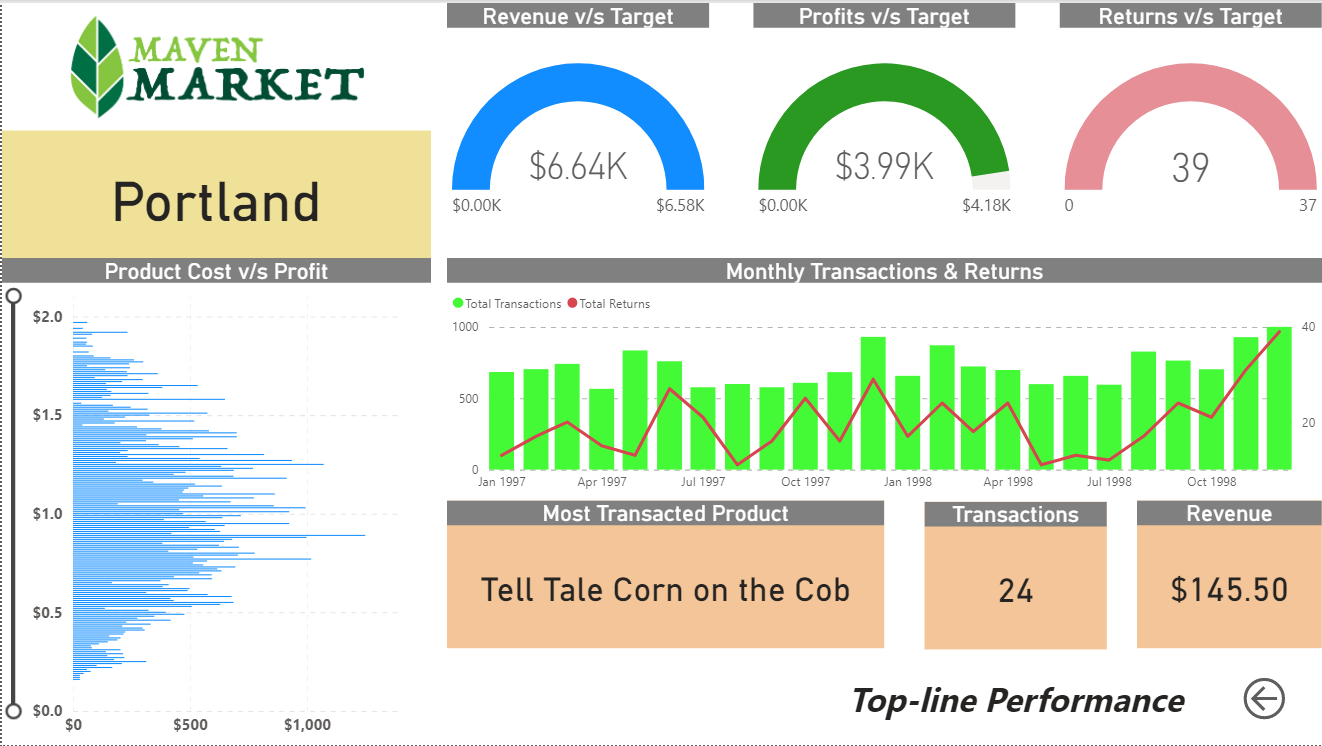 MAVEN
MARKET
Portland
Revenue v/s Target
$6.64K
$0.00K $6.58K
Profits v/s Target
$3.99K
$0.00K $4.18K
Returns v/s Target
39
0 37
Product Cost v/s Profit
$2.0
$1.5
$1.0
$0.5
$0.0
$0 $500 $1,000
Monthly Transactions & Returns
Total Transactions Total Returns
1000 40
500 20
0
Jan 1997 Apr 1997 Jul 1997 Oct 1997 Jan 1998 Apr 1998 Jul 1998 Oct 1998
Most Transacted Product
Tell Tale Corn on the Cob
Transactions
24
Revenue
$145.50
Top-line Performance